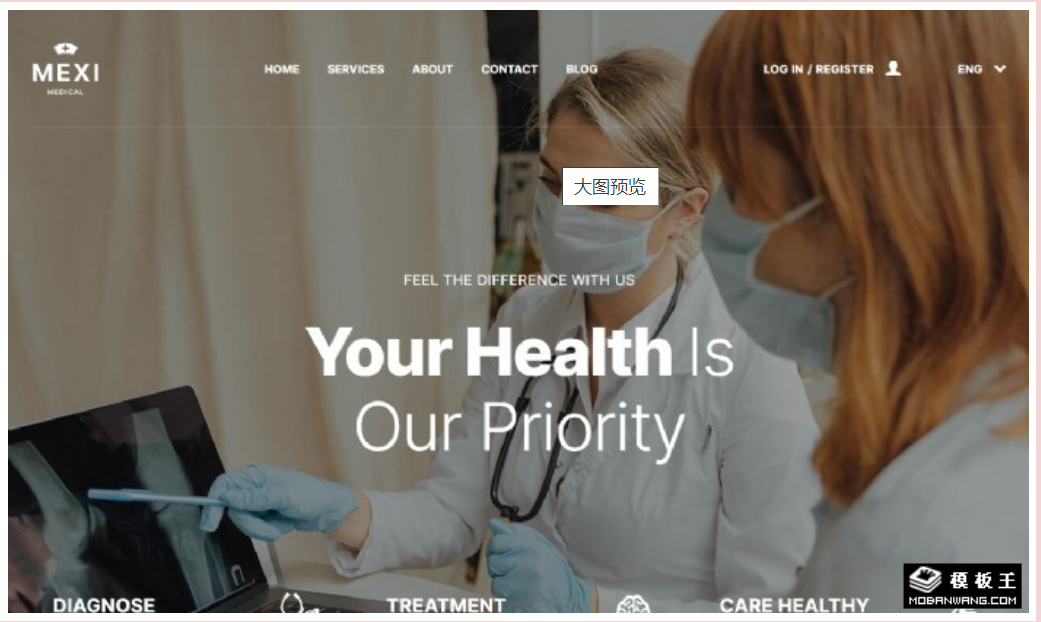 MEXI
MEDICAL
HOME SERVICES ABOUT CONTACT BLOG LOG IN / REGISTER ENG
大图预览
FEEL THE DIFFERENCE WITH US
Your Health Is
Our Priority
DIAGNOSE TREATMENT CARE HEALTHY
模板王
MOBANWANG.COM